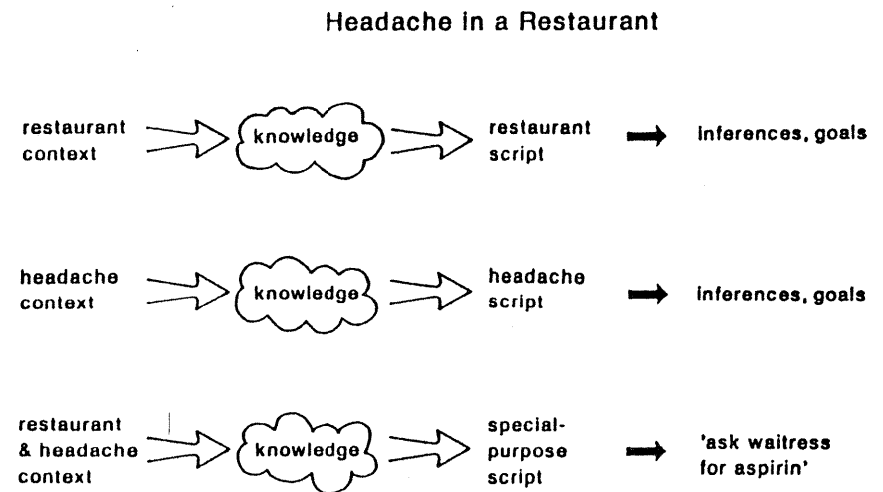 Headache in a Restaurant
restaurant
context
knowledge
restaurant
script
inferences, goals
headache
context
knowledge
headache
script
inferences, goals
restaurant
& headache
context
knowledge
special-
purpose
script
'ask waitress
for aspirin'